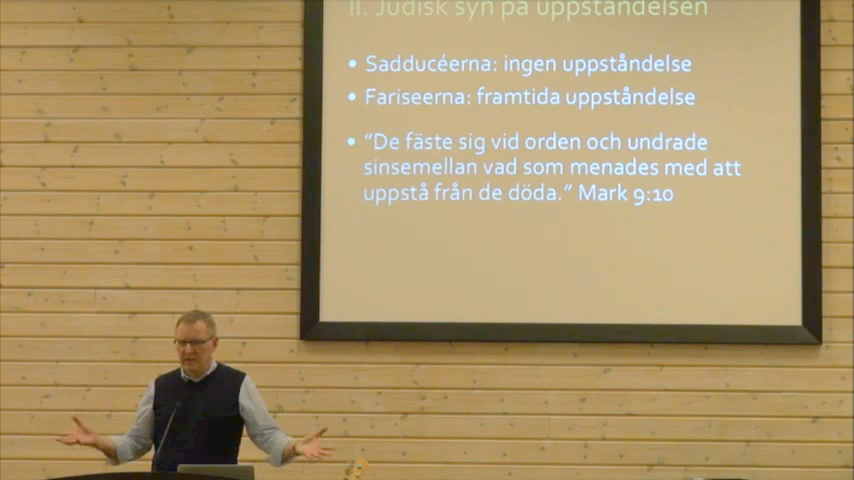 II. Judisk syn på uppståndelsen
• Sadducéerna: ingen uppståndelse
• Fariseerna: framtida uppståndelse
• ”De fäste sig vid orden och undrade
sinsemellan vad som menades med att
uppstå från de döda.” Mark 9:10